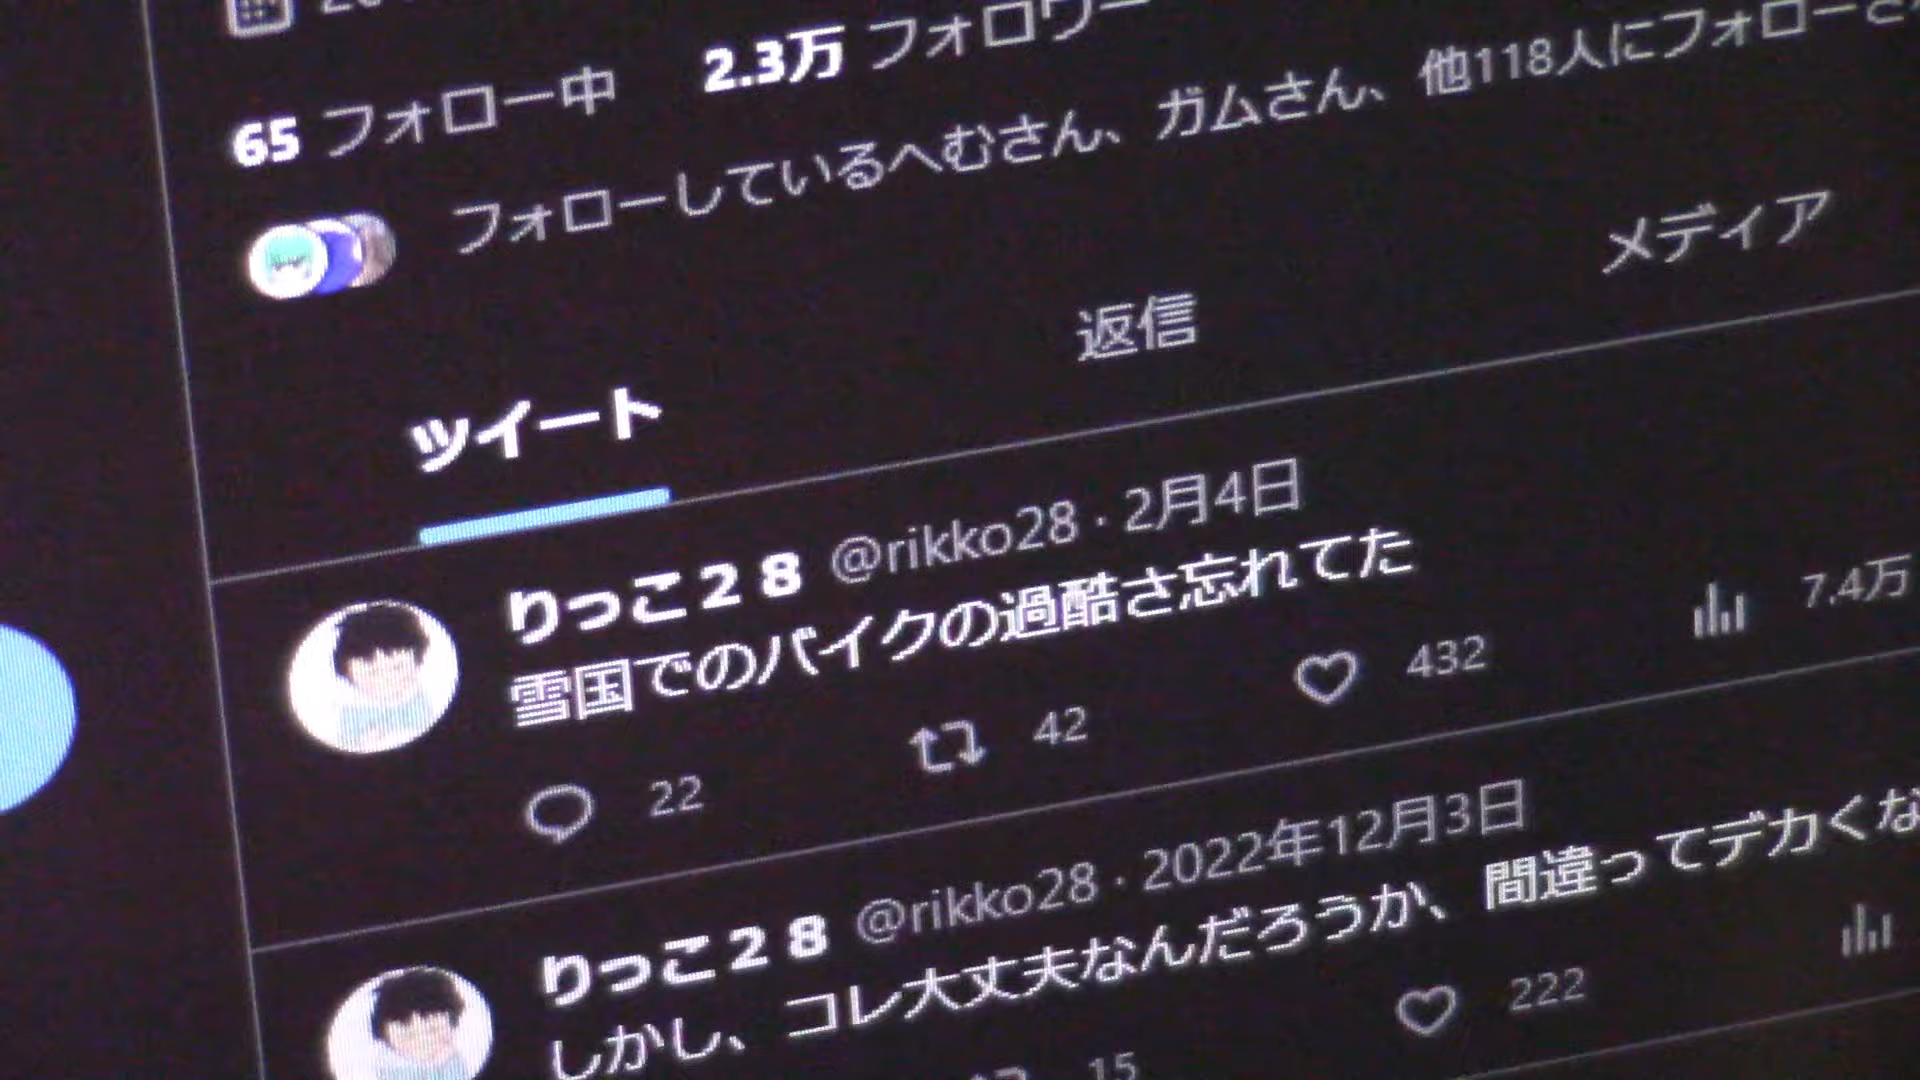 65 フォロー中 2.3万 フォロワー
フォローしているへむさん、ガムさん、他118人にフォローさ
ツイート 返信 メディア
りっこ２８ @rikko28 · 2月4日
雪国でのバイクの過酷さ忘れてた
22 42 432 7.4万
りっこ２８ @rikko28 · 2022年12月3日
しかし、コレ大丈夫なんだろうか、間違ってデカくな
15 222